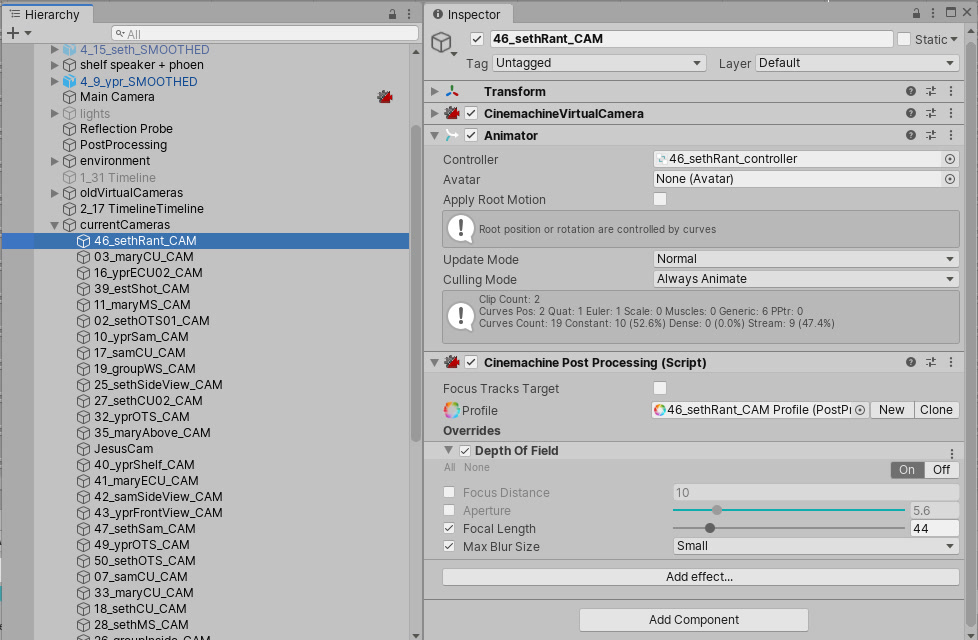 Hierarchy
All
4_15_seth_SMOOTHED
shelf speaker + phoen
4_9_ypr_SMOOTHED
Main Camera
lights
Reflection Probe
PostProcessing
environment
1_31 Timeline
oldVirtualCameras
2_17 TimelineTimeline
currentCameras
46_sethRant_CAM
03_maryCU_CAM
16_yprECU02_CAM
39_estShot_CAM
11_maryMS_CAM
02_sethOTS01_CAM
10_yprSam_CAM
17_samCU_CAM
19_groupWS_CAM
25_sethSideView_CAM
27_sethCU02_CAM
32_yprOTS_CAM
35_maryAbove_CAM
JesusCam
40_yprShelf_CAM
41_maryECU_CAM
42_samSideView_CAM
43_yprFrontView_CAM
47_sethSam_CAM
49_yprOTS_CAM
50_sethOTS_CAM
07_samCU_CAM
33_maryCU_CAM
18_sethCU_CAM
28_sethMS_CAM
26_groupInside_CAM
Inspector
46_sethRant_CAM Static
Tag Untagged Layer Default
Transform
CinemachineVirtualCamera
Animator
Controller 46_sethRant_controller
Avatar None (Avatar)
Apply Root Motion
Root position or rotation are controlled by curves
Update Mode Normal
Culling Mode Always Animate
Clip Count: 2
Curves Pos: 2 Quat: 1 Euler: 1 Scale: 0 Muscles: 0 Generic: 6 PPtr: 0
Curves Count: 19 Constant: 10 (52.6%) Dense: 0 (0.0%) Stream: 9 (47.4%)
Cinemachine Post Processing (Script)
Focus Tracks Target
Profile 46_sethRant_CAM Profile (PostPr New Clone
Overrides
Depth Of Field
All None On Off
Focus Distance 10
Aperture 5.6
Focal Length 44
Max Blur Size Small
Add effect...
Add Component